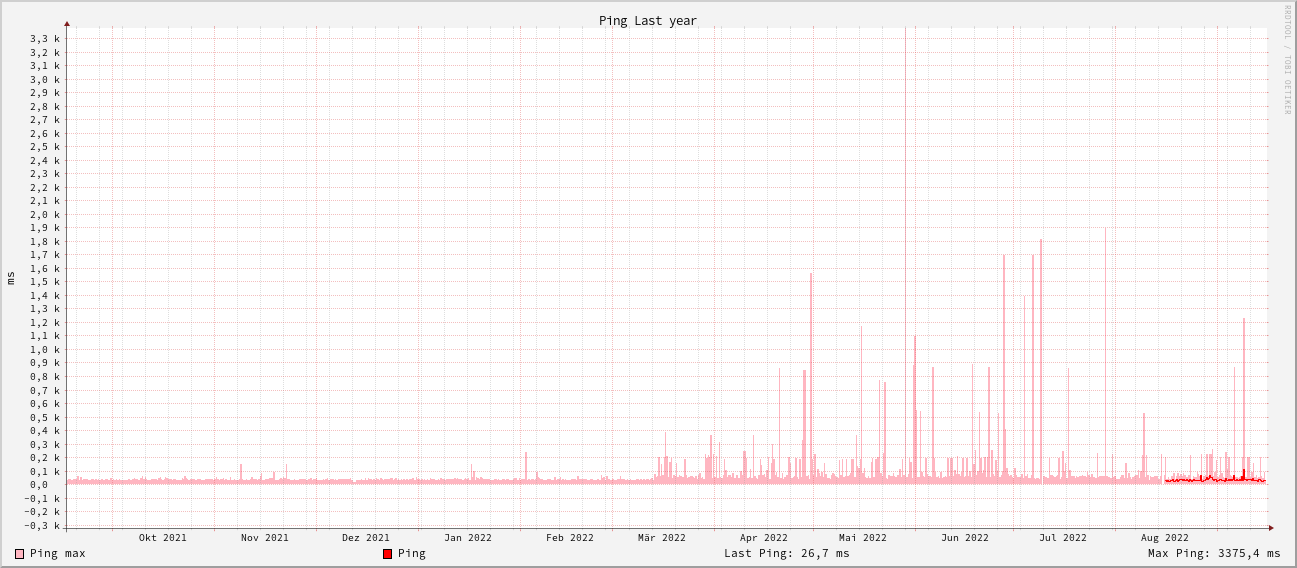 Ping Last year
RRDTOOL / TOBI OETIKER
ms
3,3 k
3,2 k
3,1 k
3,0 k
2,9 k
2,8 k
2,7 k
2,6 k
2,5 k
2,4 k
2,3 k
2,2 k
2,1 k
2,0 k
1,9 k
1,8 k
1,7 k
1,6 k
1,5 k
1,4 k
1,3 k
1,2 k
1,1 k
1,0 k
0,9 k
0,8 k
0,7 k
0,6 k
0,5 k
0,4 k
0,3 k
0,2 k
0,1 k
0,0
-0,1 k
-0,2 k
-0,3 k
Okt 2021 Nov 2021 Dez 2021 Jan 2022 Feb 2022 Mär 2022 Apr 2022 Mai 2022 Jun 2022 Jul 2022 Aug 2022
Ping max Ping Last Ping: 26,7 ms Max Ping: 3375,4 ms